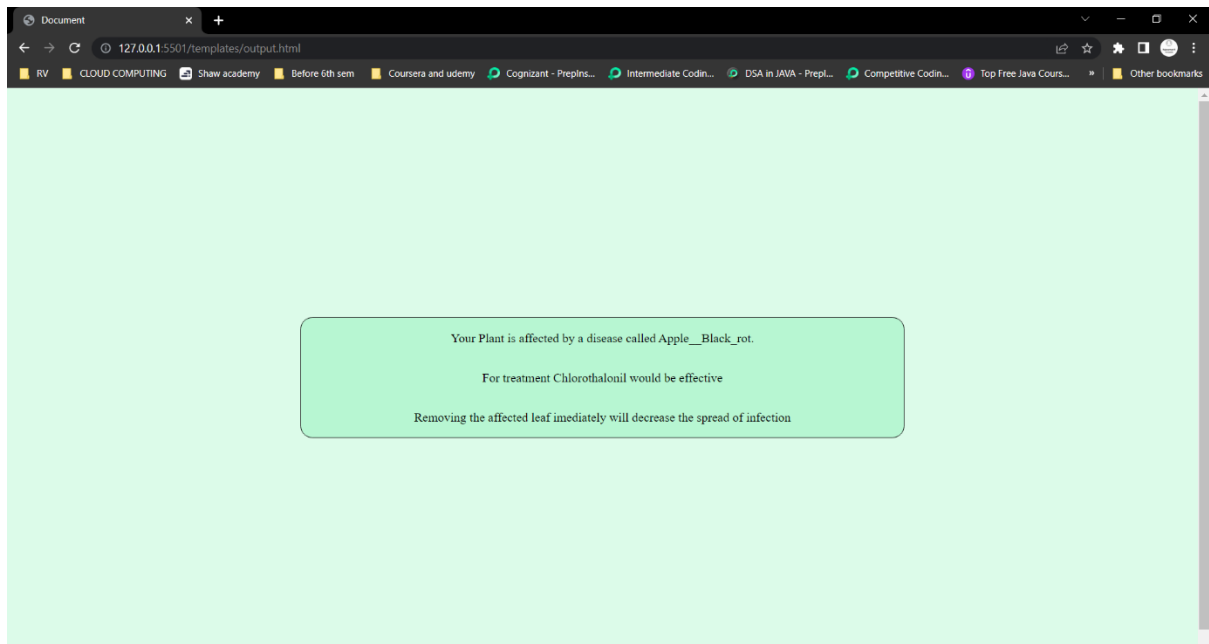 Document
127.0.0.1:5501/templates/output.html
RV CLOUD COMPUTING Shaw academy Before 6th sem Coursera and udemy Cognizant - PrepIns... Intermediate Codin... DSA in JAVA - PrepI... Competitive Codin... Top Free Java Cours... » Other bookmarks
Your Plant is affected by a disease called Apple__Black_rot.
For treatment Chlorothalonil would be effective
Removing the affected leaf imediately will decrease the spread of infection